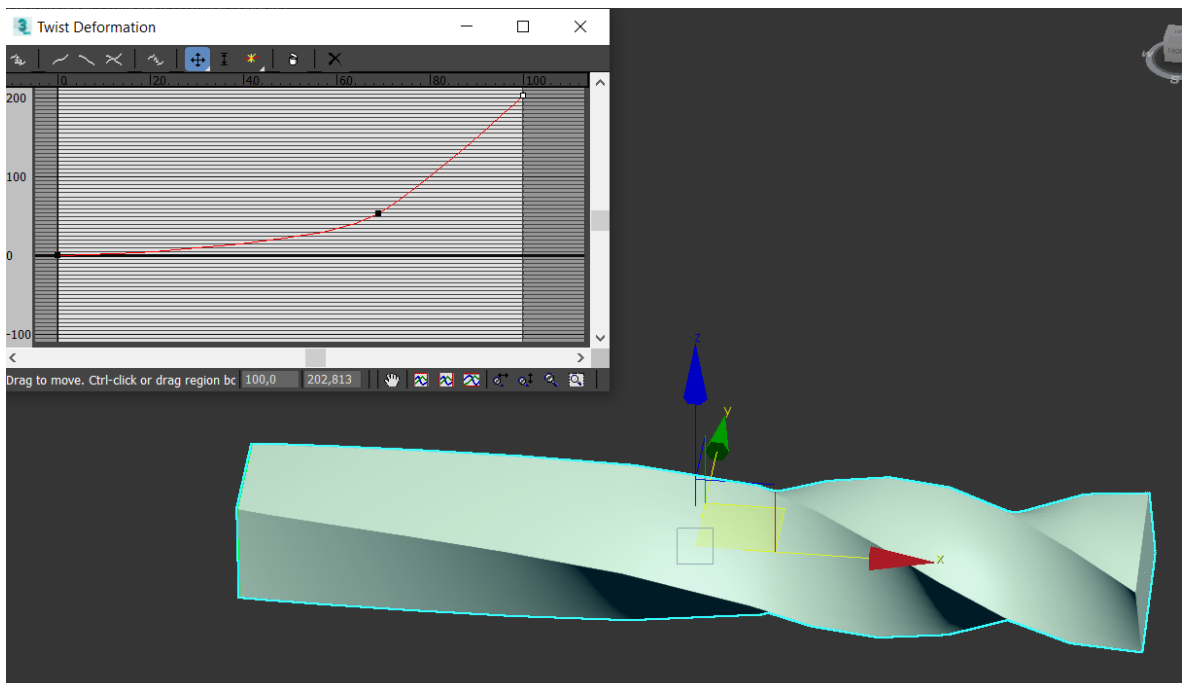 3 Twist Deformation
0 20 40 60 80 100
200
100
0
-100
Drag to move. Ctrl-click or drag region bc 100,0 202,813
z
y
x
W
S